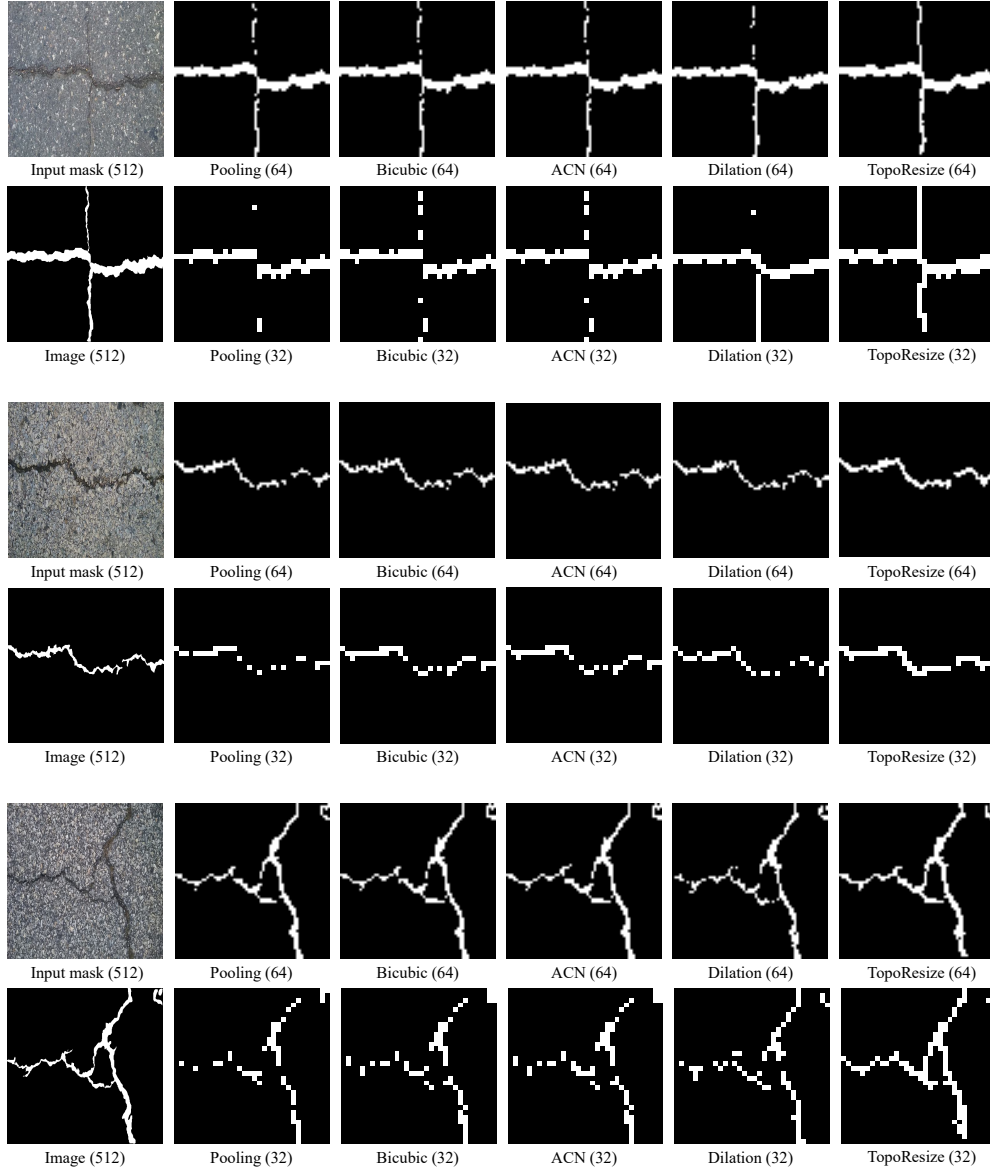 Input mask (512) Pooling (64) Bicubic (64) ACN (64) Dilation (64) TopoResize (64)
Image (512) Pooling (32) Bicubic (32) ACN (32) Dilation (32) TopoResize (32)
Input mask (512) Pooling (64) Bicubic (64) ACN (64) Dilation (64) TopoResize (64)
Image (512) Pooling (32) Bicubic (32) ACN (32) Dilation (32) TopoResize (32)
Input mask (512) Pooling (64) Bicubic (64) ACN (64) Dilation (64) TopoResize (64)
Image (512) Pooling (32) Bicubic (32) ACN (32) Dilation (32) TopoResize (32)